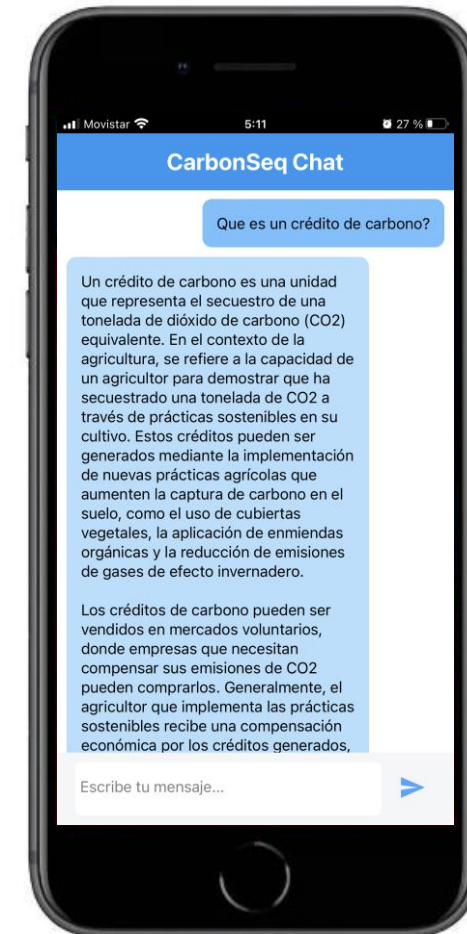 Movistar 5:11 27 %
CarbonSeq Chat
Que es un crédito de carbono?
Un crédito de carbono es una unidad
que representa el secuestro de una
tonelada de dióxido de carbono (CO2)
equivalente. En el contexto de la
agricultura, se refiere a la capacidad de
un agricultor para demostrar que ha
secuestrado una tonelada de CO2 a
través de prácticas sostenibles en su
cultivo. Estos créditos pueden ser
generados mediante la implementación
de nuevas prácticas agrícolas que
aumenten la captura de carbono en el
suelo, como el uso de cubiertas
vegetales, la aplicación de enmiendas
orgánicas y la reducción de emisiones
de gases de efecto invernadero.
Los créditos de carbono pueden ser
vendidos en mercados voluntarios,
donde empresas que necesitan
compensar sus emisiones de CO2
pueden comprarlos. Generalmente, el
agricultor que implementa las prácticas
sostenibles recibe una compensación
económica por los créditos generados,
Escribe tu mensaje...